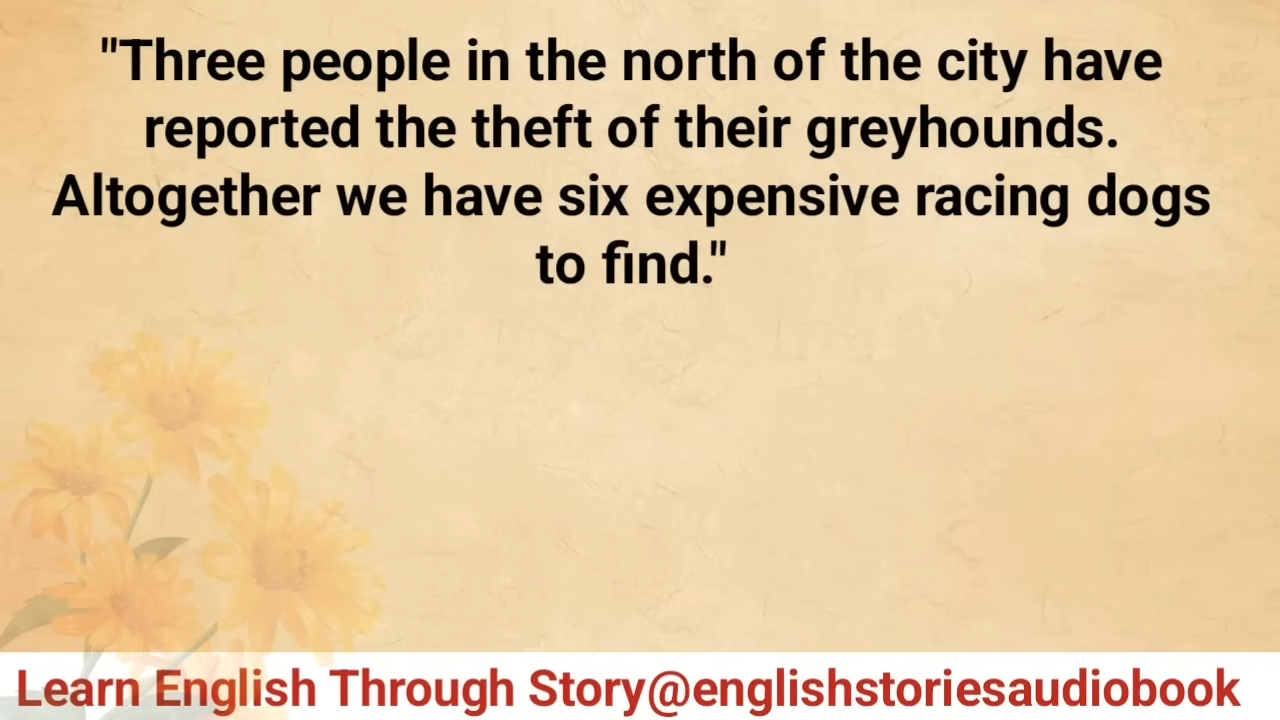 "Three people in the north of the city have
reported the theft of their greyhounds.
Altogether we have six expensive racing dogs
to find."
Learn English Through Story@englishstoriesaudiobook